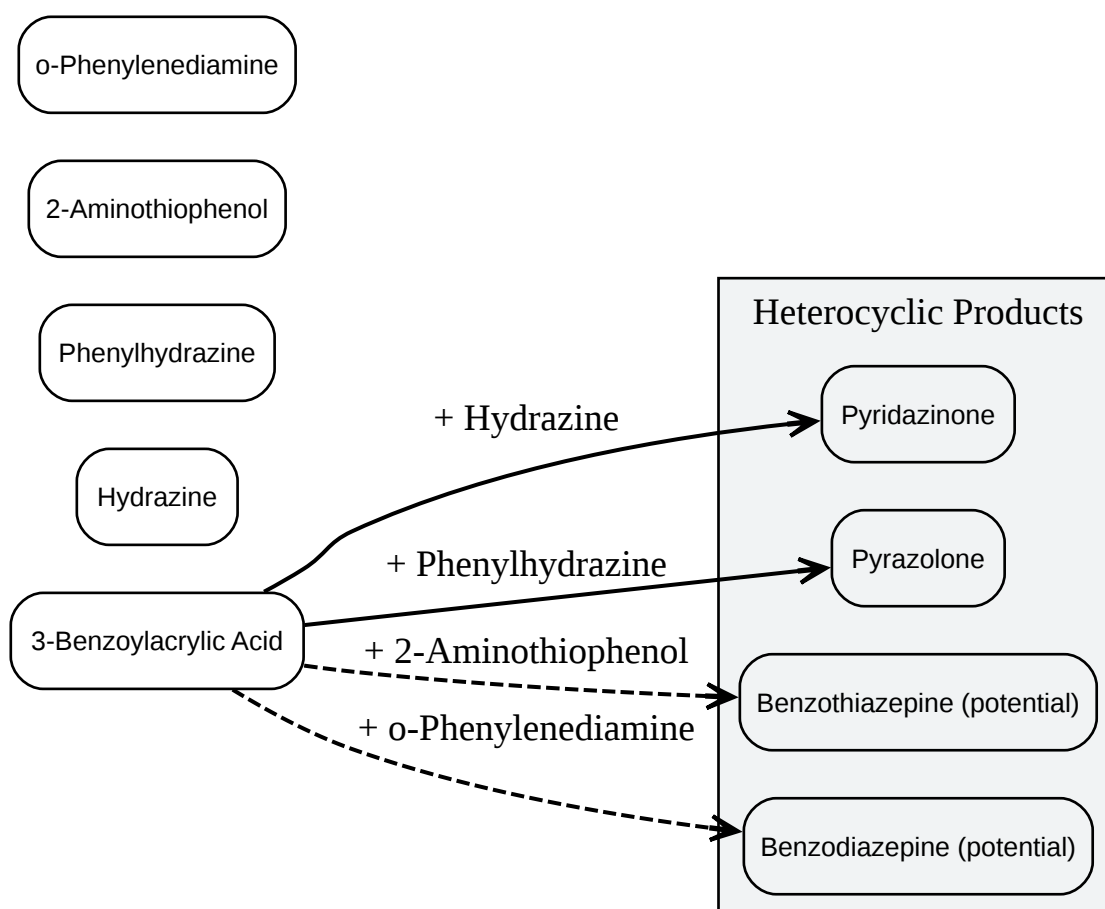 o-Phenylenediamine
2-Aminothiophenol
Phenylhydrazine
Hydrazine
3-Benzoylacrylic Acid
+ Hydrazine
+ Phenylhydrazine
+ 2-Aminothiophenol
+ o-Phenylenediamine
Heterocyclic Products
Pyridazinone
Pyrazolone
Benzothiazepine (potential)
Benzodiazepine (potential)